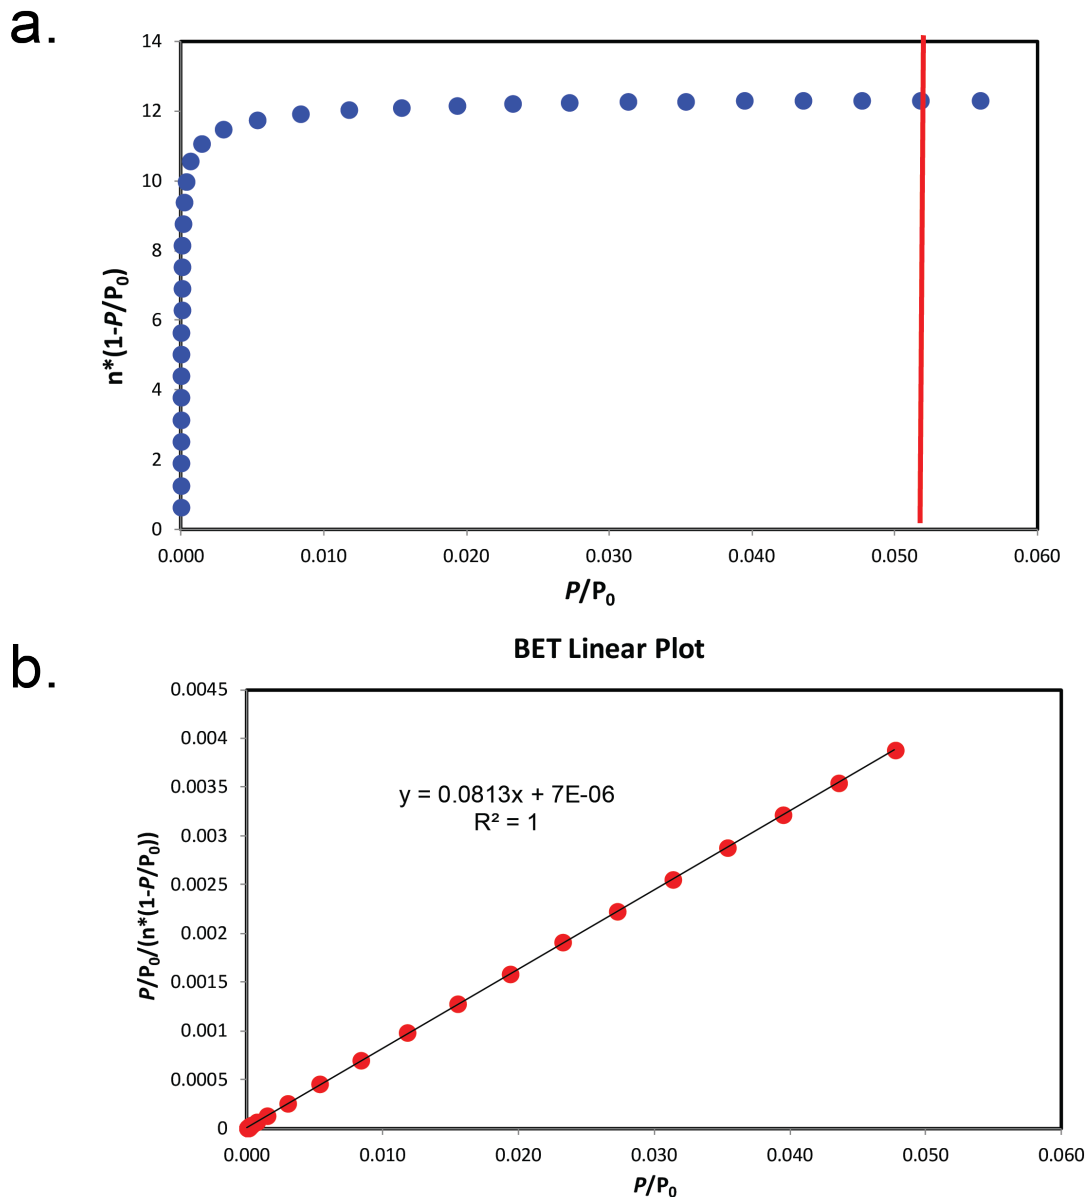 a.
14
12
10
8
6
4
2
0
n*(1-P/P₀)
0.000 0.010 0.020 0.030 0.040 0.050 0.060
P/P₀
BET Linear Plot
b.
0.0045
0.004
0.0035
0.003
0.0025
0.002
0.0015
0.001
0.0005
0
P/P₀/(n*(1-P/P₀))
y = 0.0813x + 7E-06
R² = 1
0.000 0.010 0.020 0.030 0.040 0.050 0.060
P/P₀